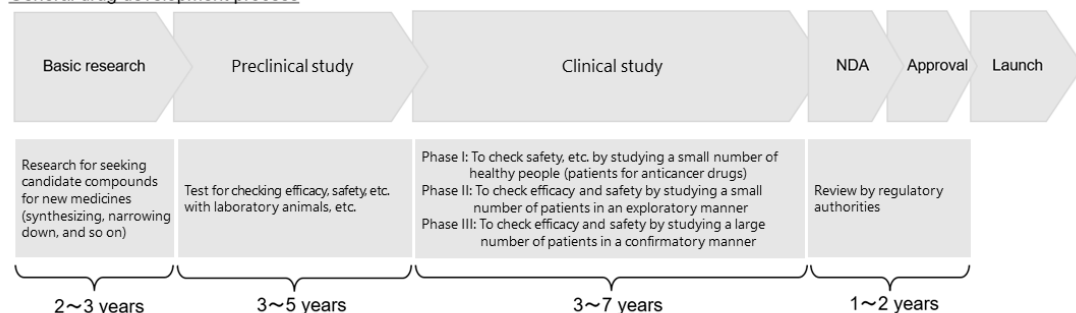 General drug development process
Basic research
Preclinical study
Clinical study
NDA
Approval
Launch
Research for seeking
candidate compounds
for new medicines
(synthesizing, narrowing
down, and so on)
Test for checking efficacy, safety, etc.
with laboratory animals, etc.
Phase I: To check safety, etc. by studying a small number of
healthy people (patients for anticancer drugs)
Phase II: To check efficacy and safety by studying a small
number of patients in an exploratory manner
Phase III: To check efficacy and safety by studying a large
number of patients in a confirmatory manner
Review by regulatory
authorities
2～3 years
3～5 years
3～7 years
1～2 years